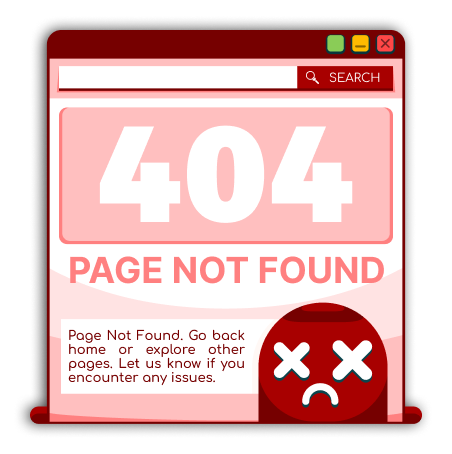 SEARCH
404
PAGE NOT FOUND
Page Not Found. Go back
home or explore other
pages. Let us know if you
encounter any issues.